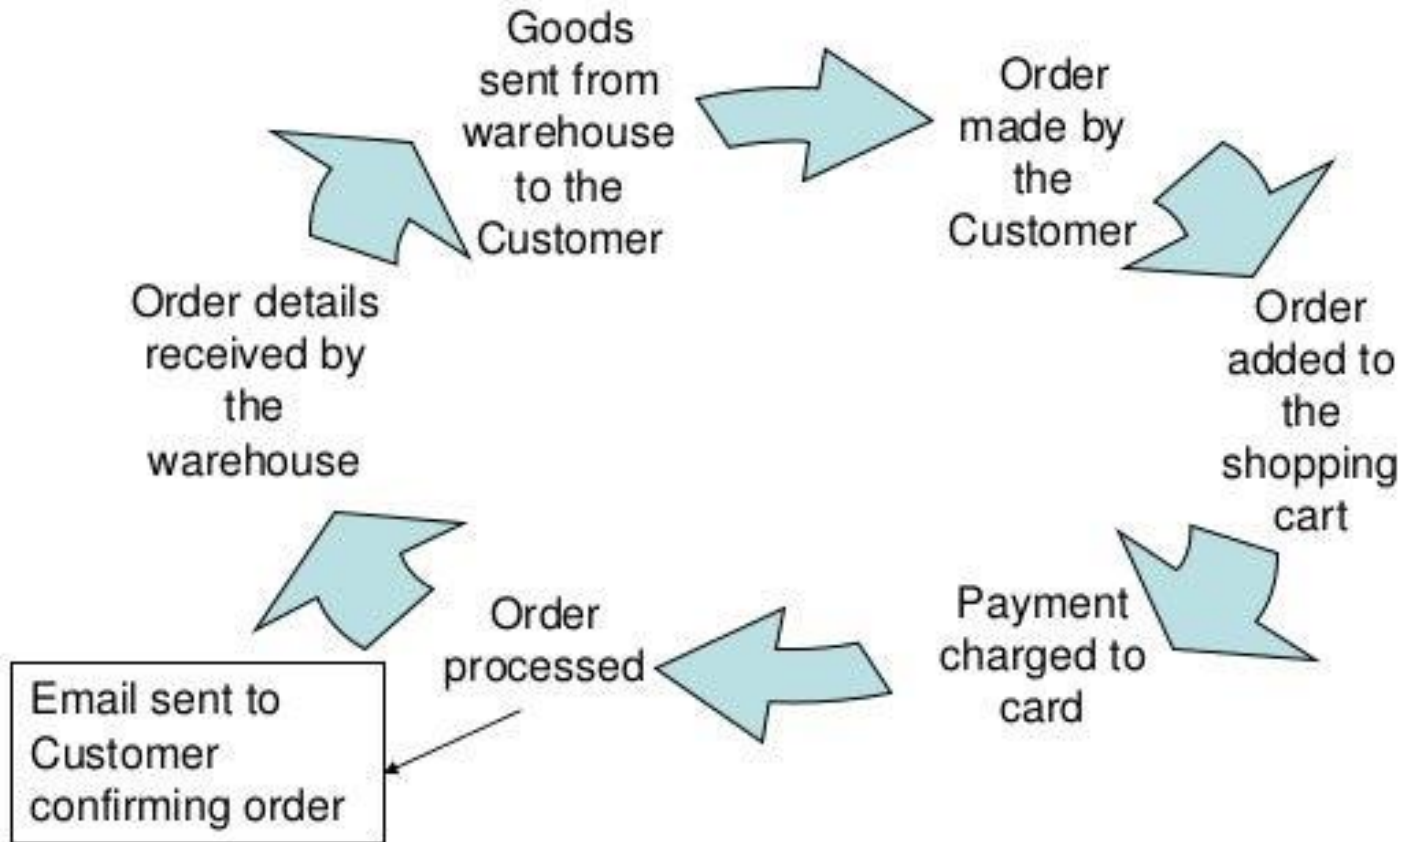 Goods
sent from
warehouse
to the
Customer
Order
made by
the
Customer
Order
added to
the
shopping
cart
Payment
charged to
card
Order
processed
Email sent to
Customer
confirming order
Order details
received by
the
warehouse